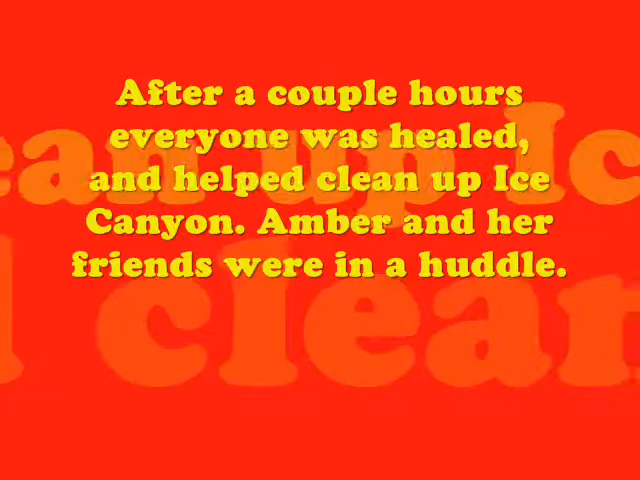 After a couple hours
everyone was healed,
and helped clean up Ice
Canyon. Amber and her
friends were in a huddle.